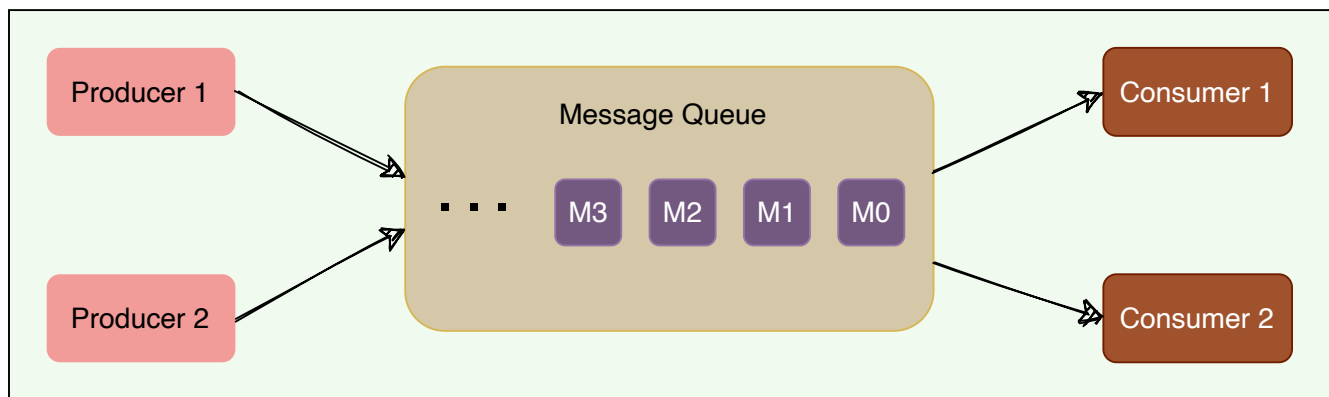 Producer 1
Message Queue
Consumer 1
. . .
M3
M2
M1
M0
Producer 2
Consumer 2